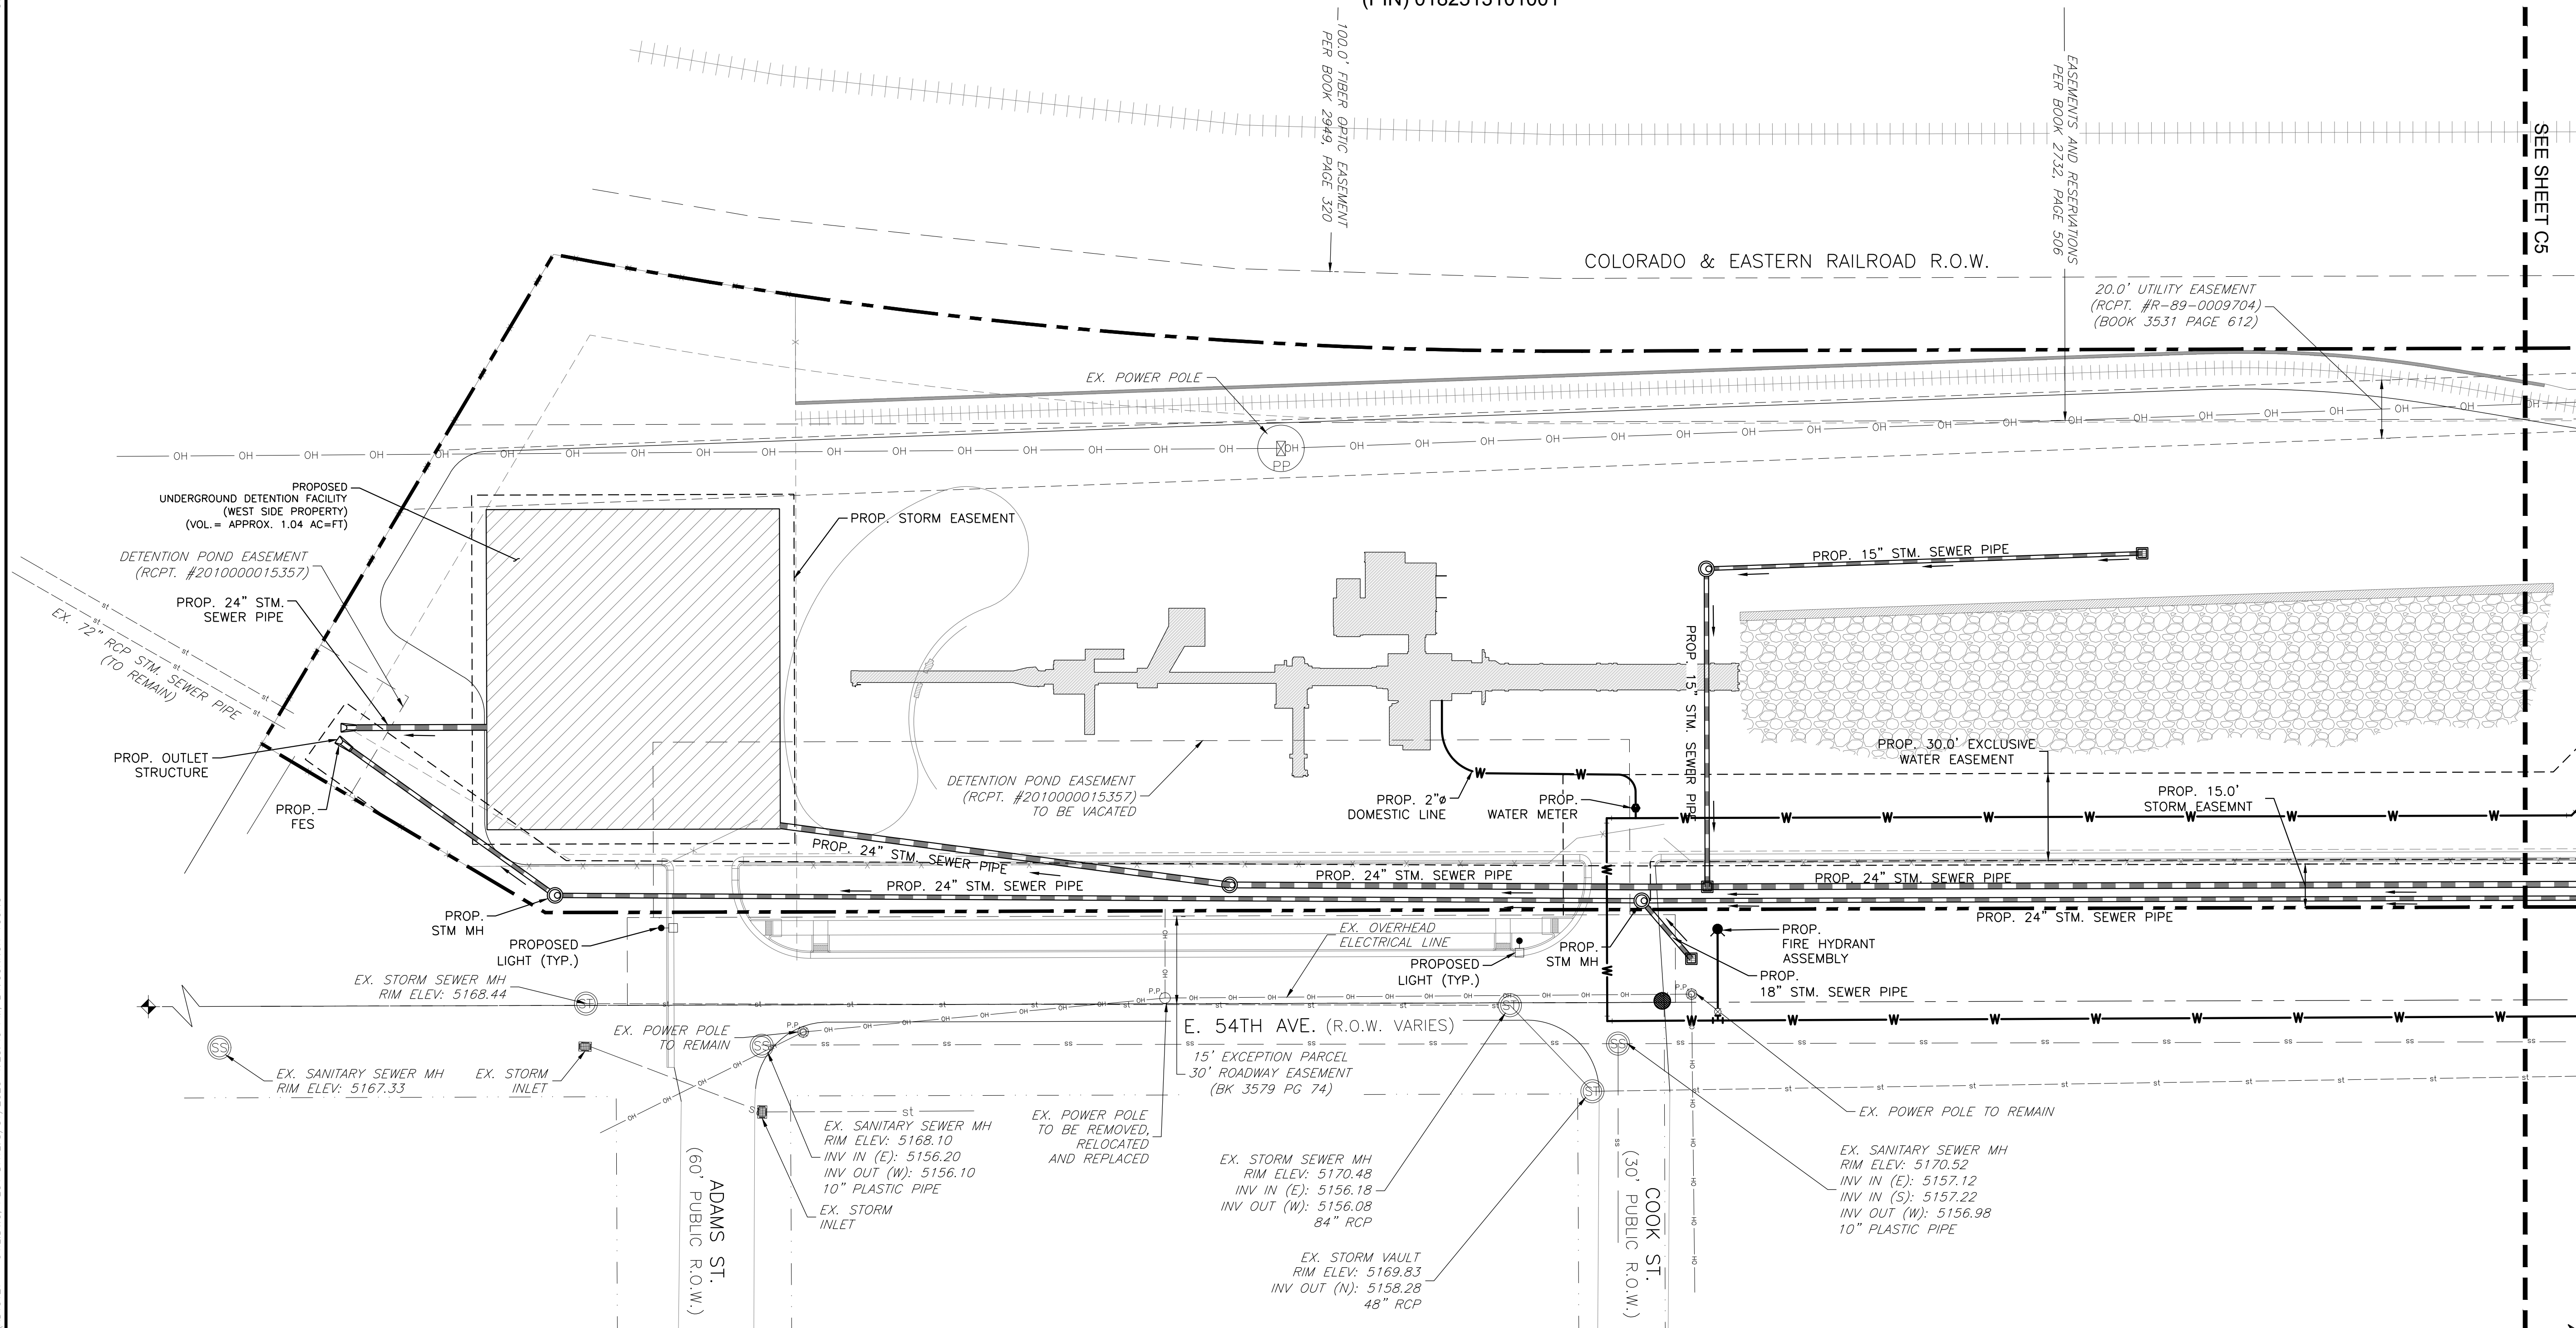 (PIN) 0182513101001
100.0' FIBER OPTIC EASEMENT
PER BOOK 2949, PAGE 320
EASEMENTS AND RESERVATIONS
PER BOOK 2732, PAGE 506
SEE SHEET C5
COLORADO & EASTERN RAILROAD R.O.W.
20.0' UTILITY EASEMENT
(RCPT. #R-89-0009704)
(BOOK 3531 PAGE 612)
EX. POWER POLE
PP
PROPOSED
UNDERGROUND DETENTION FACILITY
(WEST SIDE PROPERTY)
(VOL.= APPROX. 1.04 AC=FT)
PROP. STORM EASEMENT
DETENTION POND EASEMENT
(RCPT. #2010000015357)
PROP. 24" STM.
SEWER PIPE
EX. 72" RCP STM. SEWER PIPE
(TO REMAIN)
PROP. 15" STM. SEWER PIPE
PROP. 15" STM. SEWER PIPE
PROP. OUTLET
STRUCTURE
PROP.
FES
DETENTION POND EASEMENT
(RCPT. #2010000015357)
TO BE VACATED
PROP. 2"ø
DOMESTIC LINE
PROP.
WATER METER
PROP. 30.0' EXCLUSIVE
WATER EASEMENT
PROP. 15.0'
STORM EASEMNT
PROP. 24" STM. SEWER PIPE
PROP. 24" STM. SEWER PIPE
PROP. 24" STM. SEWER PIPE
PROP. 24" STM. SEWER PIPE
PROP. 24" STM. SEWER PIPE
PROP.
STM MH
PROPOSED
LIGHT (TYP.)
EX. OVERHEAD
ELECTRICAL LINE
PROPOSED
LIGHT (TYP.)
PROP.
STM MH
PROP.
FIRE HYDRANT
ASSEMBLY
PROP.
18" STM. SEWER PIPE
EX. STORM SEWER MH
RIM ELEV: 5168.44
EX. POWER POLE
TO REMAIN
E. 54TH AVE. (R.O.W. VARIES)
15' EXCEPTION PARCEL
30' ROADWAY EASEMENT
(BK 3579 PG 74)
EX. SANITARY SEWER MH
RIM ELEV: 5167.33
EX. STORM
INLET
EX. SANITARY SEWER MH
RIM ELEV: 5168.10
INV IN (E): 5156.20
INV OUT (W): 5156.10
10" PLASTIC PIPE
EX. STORM
INLET
EX. POWER POLE
TO BE REMOVED,
RELOCATED
AND REPLACED
EX. STORM SEWER MH
RIM ELEV: 5170.48
INV IN (E): 5156.18
INV OUT (W): 5156.08
84" RCP
EX. STORM VAULT
RIM ELEV: 5169.83
INV OUT (N): 5158.28
48" RCP
EX. POWER POLE TO REMAIN
EX. SANITARY SEWER MH
RIM ELEV: 5170.52
INV IN (E): 5157.12
INV IN (S): 5157.22
INV OUT (W): 5156.98
10" PLASTIC PIPE
ADAMS ST.
(60' PUBLIC R.O.W.)
COOK ST.
(30' PUBLIC R.O.W.)